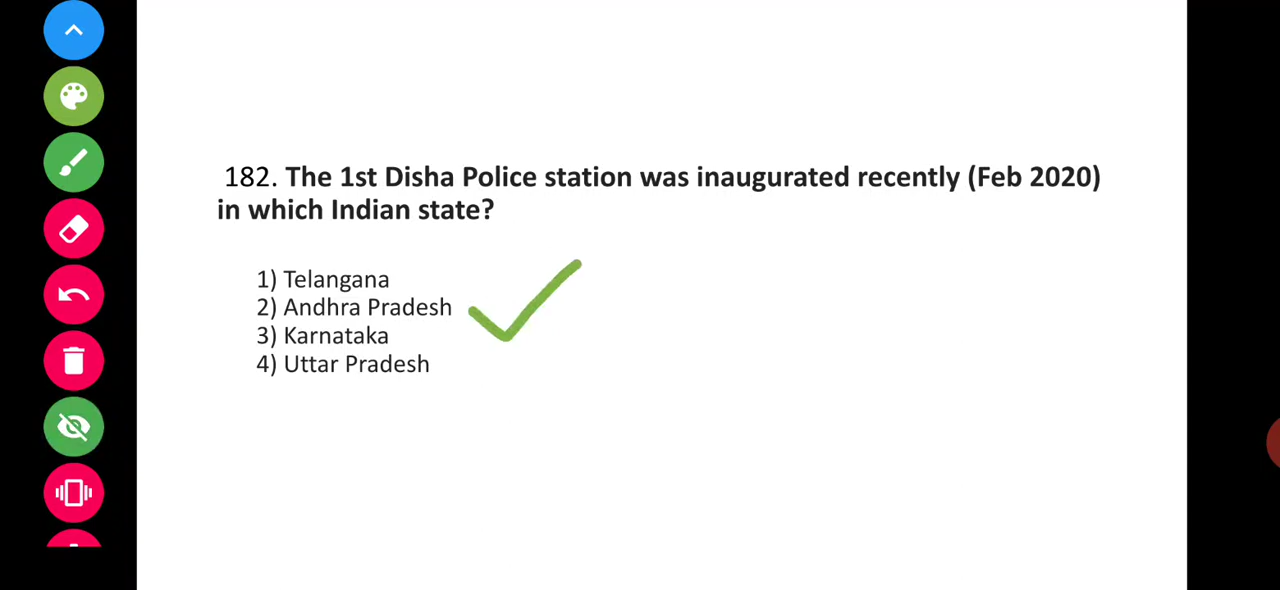 182. The 1st Disha Police station was inaugurated recently (Feb 2020)
in which Indian state?
1) Telangana
2) Andhra Pradesh
3) Karnataka
4) Uttar Pradesh